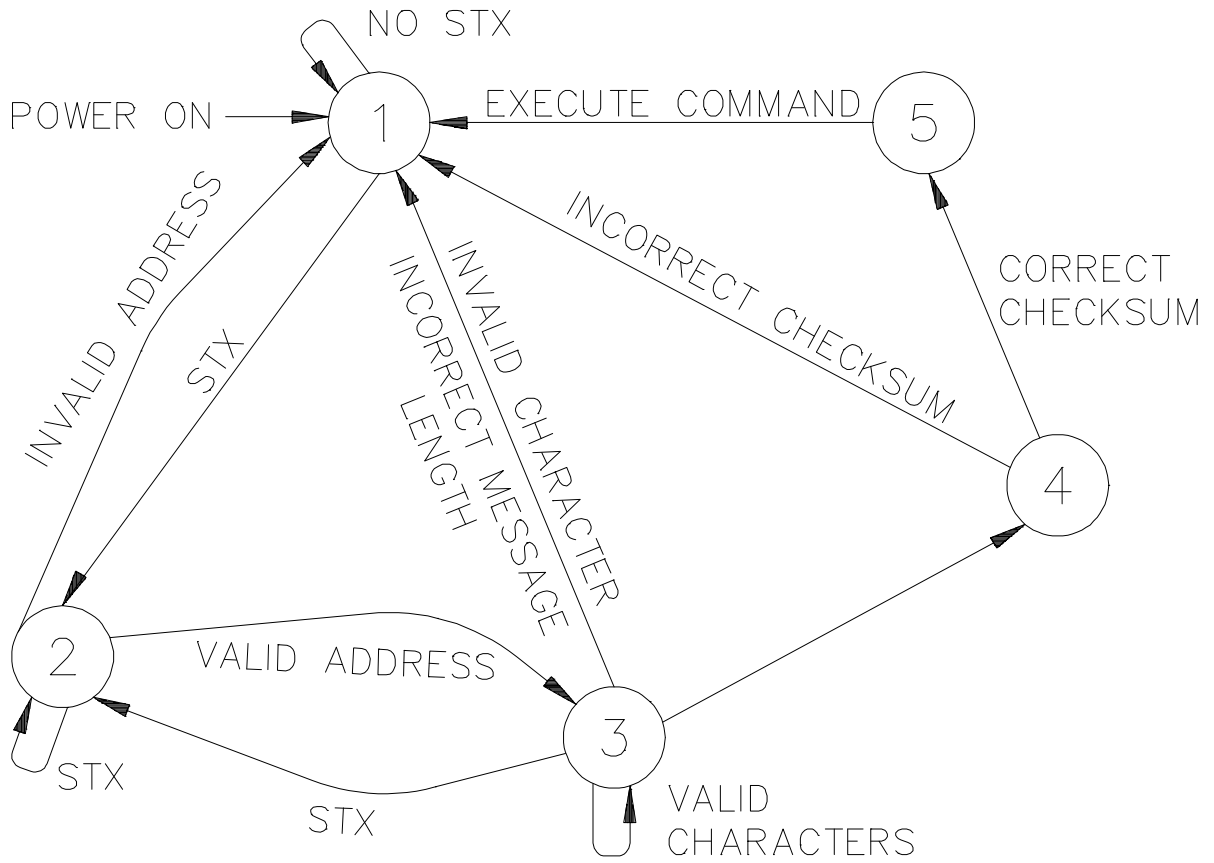 NO STX
POWER ON
1
EXECUTE COMMAND
5
INVALID ADDRESS
STX
INVALID CHARACTER
INCORRECT MESSAGE
LENGTH
INCORRECT CHECKSUM
CORRECT
CHECKSUM
4
2
VALID ADDRESS
3
STX
STX
VALID
CHARACTERS